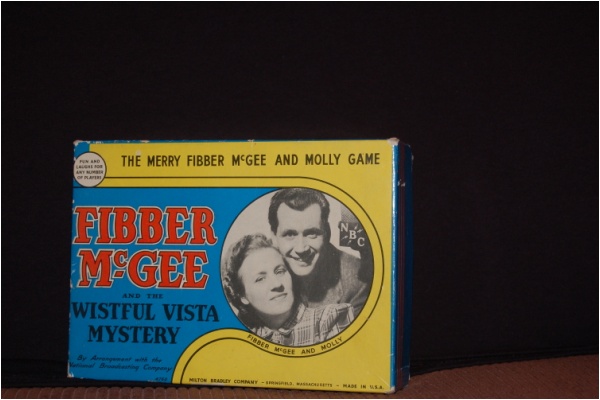 FUN AND
LAUGHS FOR
ANY NUMBER
OF PLAYERS
THE MERRY FIBBER McGEE AND MOLLY GAME
FIBBER
McGEE
AND THE
WISTFUL VISTA
MYSTERY
By Arrangement with the
National Broadcasting Company
NBC
FIBBER McGEE AND MOLLY
MILTON BRADLEY COMPANY - SPRINGFIELD, MASSACHUSETTS - MADE IN U.S.A.